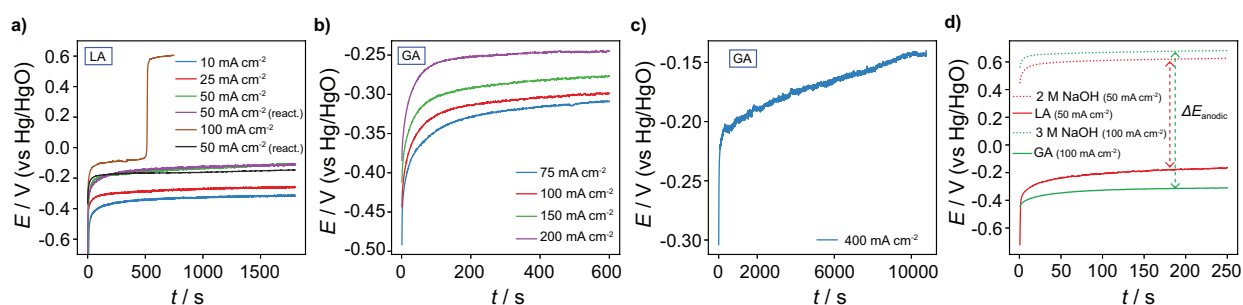 a)
LA
10 mA cm-2
25 mA cm-2
50 mA cm-2
50 mA cm-2 (react.)
100 mA cm-2
50 mA cm-2 (react.)
E / V (vs Hg/HgO)
0.6
0.4
0.2
0.0
-0.2
-0.4
-0.6
0
500
1000
1500
t / s
b)
GA
75 mA cm-2
100 mA cm-2
150 mA cm-2
200 mA cm-2
E / V (vs Hg/HgO)
-0.25
-0.30
-0.35
-0.40
-0.45
-0.50
0
200
400
600
t / s
c)
GA
400 mA cm-2
E / V (vs Hg/HgO)
-0.15
-0.20
-0.25
-0.30
0
2000
4000
6000
8000
10000
t / s
d)
2 M NaOH (50 mA cm-2)
LA (50 mA cm-2)
3 M NaOH (100 mA cm-2)
GA (100 mA cm-2)
ΔEanodic
E / V (vs Hg/HgO)
0.6
0.4
0.2
0.0
-0.2
-0.4
-0.6
0
50
100
150
200
250
t / s